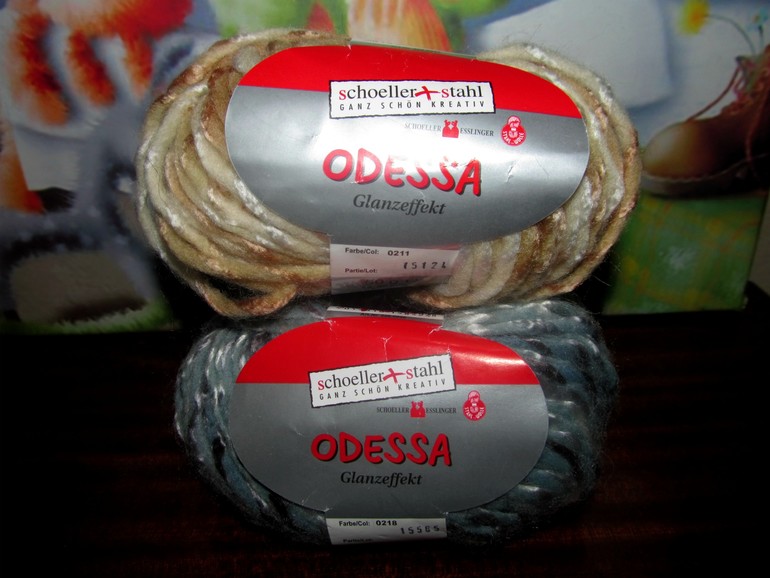 schoeller+stahl
GANZ SCHÖN KREATIV
SCHOELLER ESSLINGER
ODESSA
Glanzeffekt
Farbe/Col: 0211
Partie/Lot:
schoeller+stahl
GANZ SCHÖN KREATIV
SCHOELLER ESSLINGER
ODESSA
Glanzeffekt
Farbe/Col: 0218